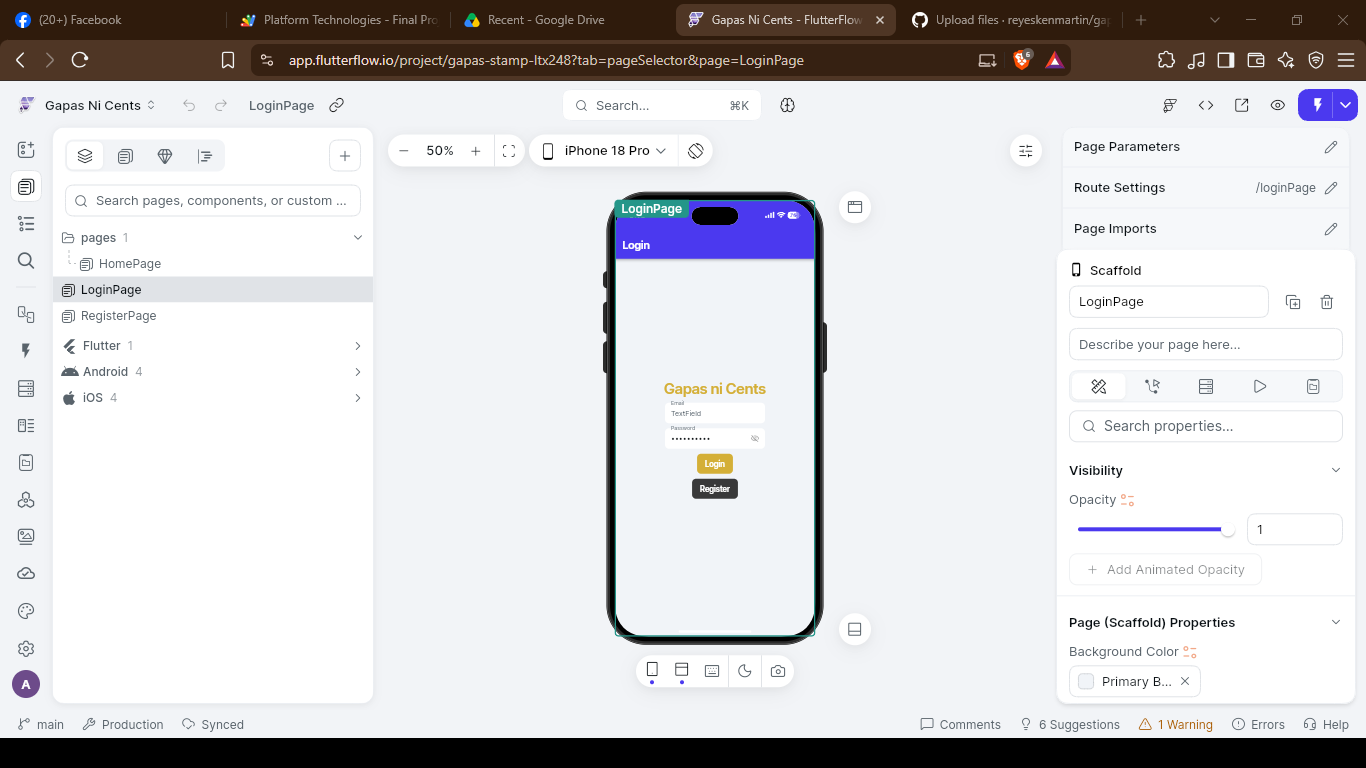 (20+) Facebook
Platform Technologies - Final Pro
Recent - Google Drive
Gapas Ni Cents - FlutterFlow
Upload files · reyeskenmartin/gap
app.flutterflow.io/project/gapas-stamp-ltx248?tab=pageSelector&page=LoginPage
6
Gapas Ni Cents
LoginPage
Search...
⌘K
50%
iPhone 18 Pro
Page Parameters
Search pages, components, or custom ...
Route Settings
/loginPage
Page Imports
pages 1
HomePage
LoginPage
RegisterPage
Flutter 1
Android 4
iOS 4
LoginPage
Login
Gapas ni Cents
Email
TextField
Password
••••••••••
Login
Register
Scaffold
LoginPage
Describe your page here...
Search properties...
Visibility
Opacity
1
Add Animated Opacity
Page (Scaffold) Properties
Background Color
Primary B...
A
main
Production
Synced
Comments
6 Suggestions
1 Warning
Errors
Help